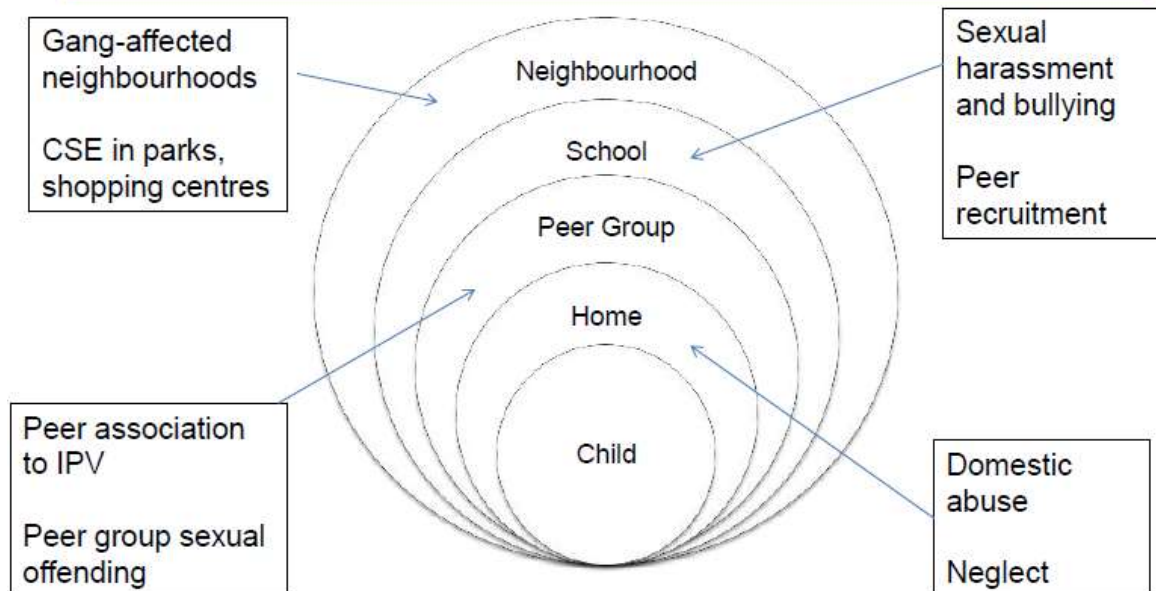 Gang-affected
neighbourhoods
CSE in parks,
shopping centres
Neighbourhood
School
Peer Group
Home
Child
Sexual
harassment
and bullying
Peer
recruitment
Peer association
to IPV
Peer group sexual
offending
Domestic
abuse
Neglect